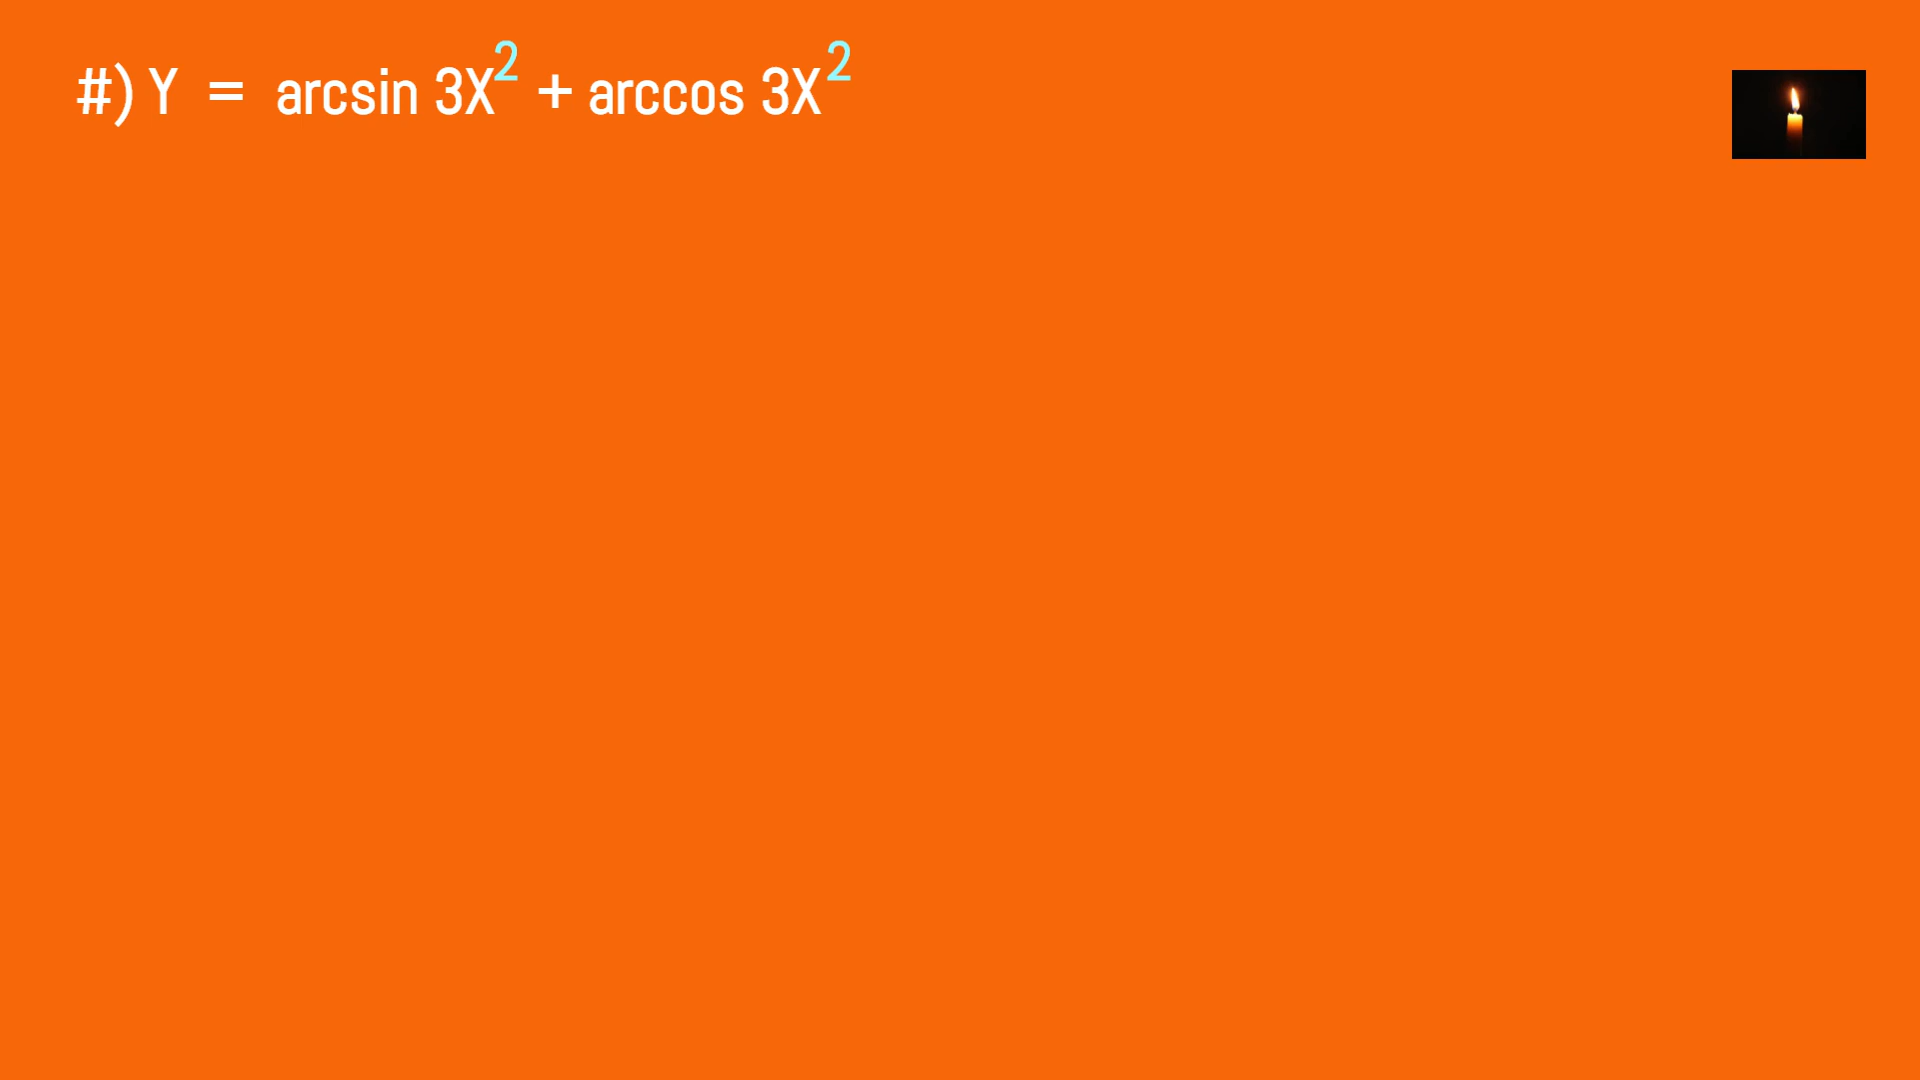 #) Y = arcsin 3X² + arccos 3X²